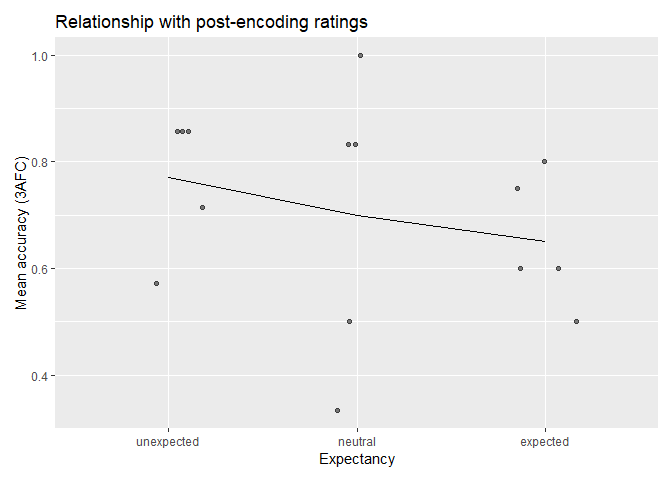 Relationship with post-encoding ratings
1.0
0.8
0.6
0.4
Mean accuracy (3AFC)
unexpected neutral expected
Expectancy